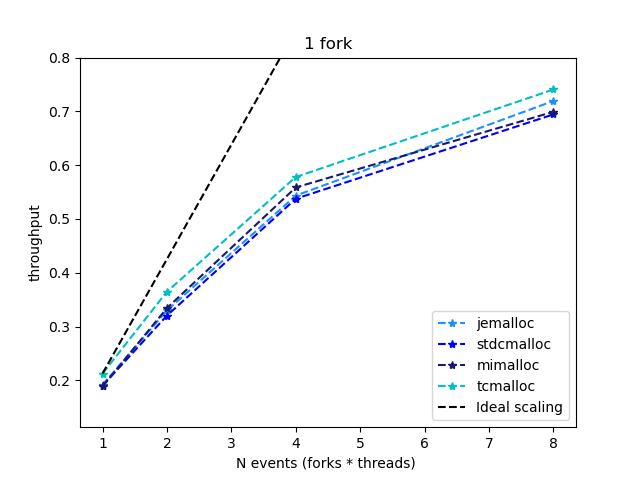 1 fork
throughput
0.8
0.7
0.6
0.5
0.4
0.3
0.2
jemalloc
stdcmalloc
mimalloc
tcmalloc
Ideal scaling
1 2 3 4 5 6 7 8
N events (forks * threads)